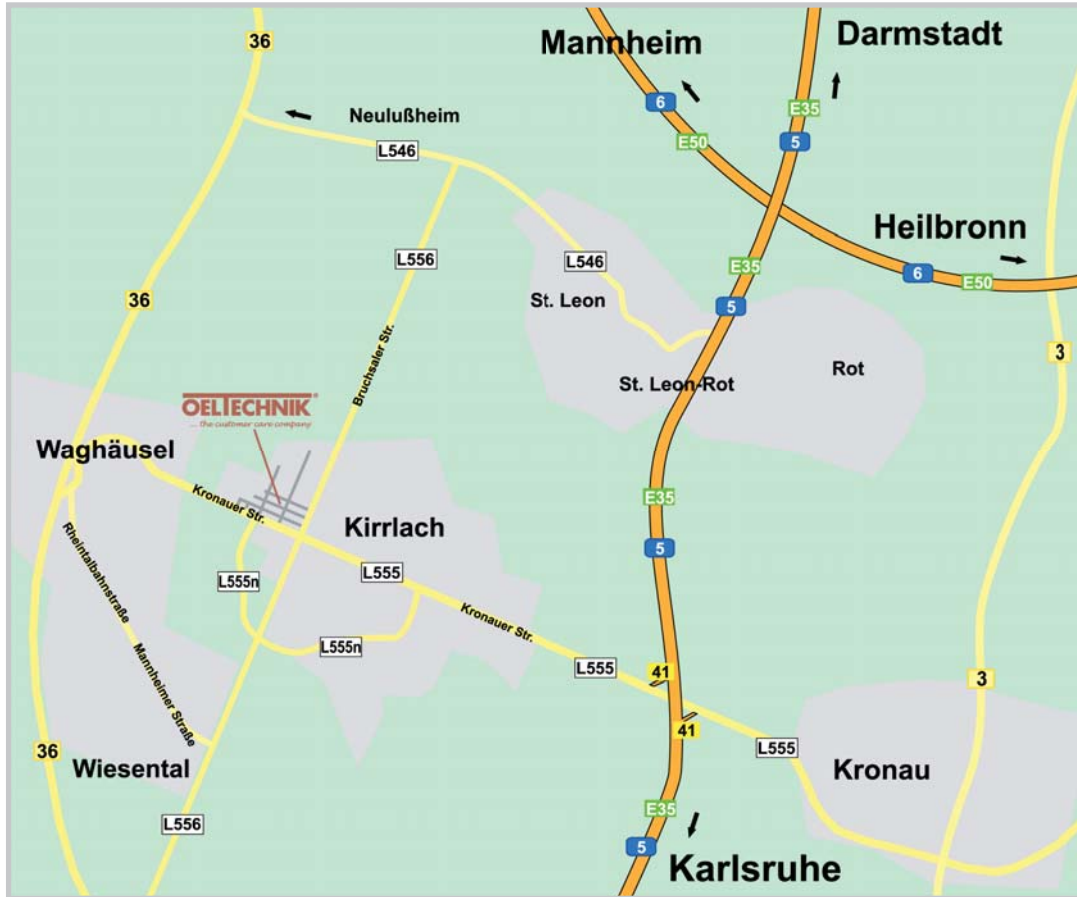 36
Mannheim
Darmstadt
6
E35
Neulußheim
E50
5
L546
Heilbronn
L556
L546
E35
6
E50
36
St. Leon
5
3
Bruchsaler Str.
Rot
St. Leon-Rot
OELTECHNIK®
... the customer care company
Waghäusel
Kronauer Str.
E35
Kirrlach
5
Rheintalbahnstraße
L555n
L555
Kronauer Str.
L555n
Mannheimer Straße
L555
41
3
41
36
L555
Wiesental
Kronau
L556
E35
5
Karlsruhe